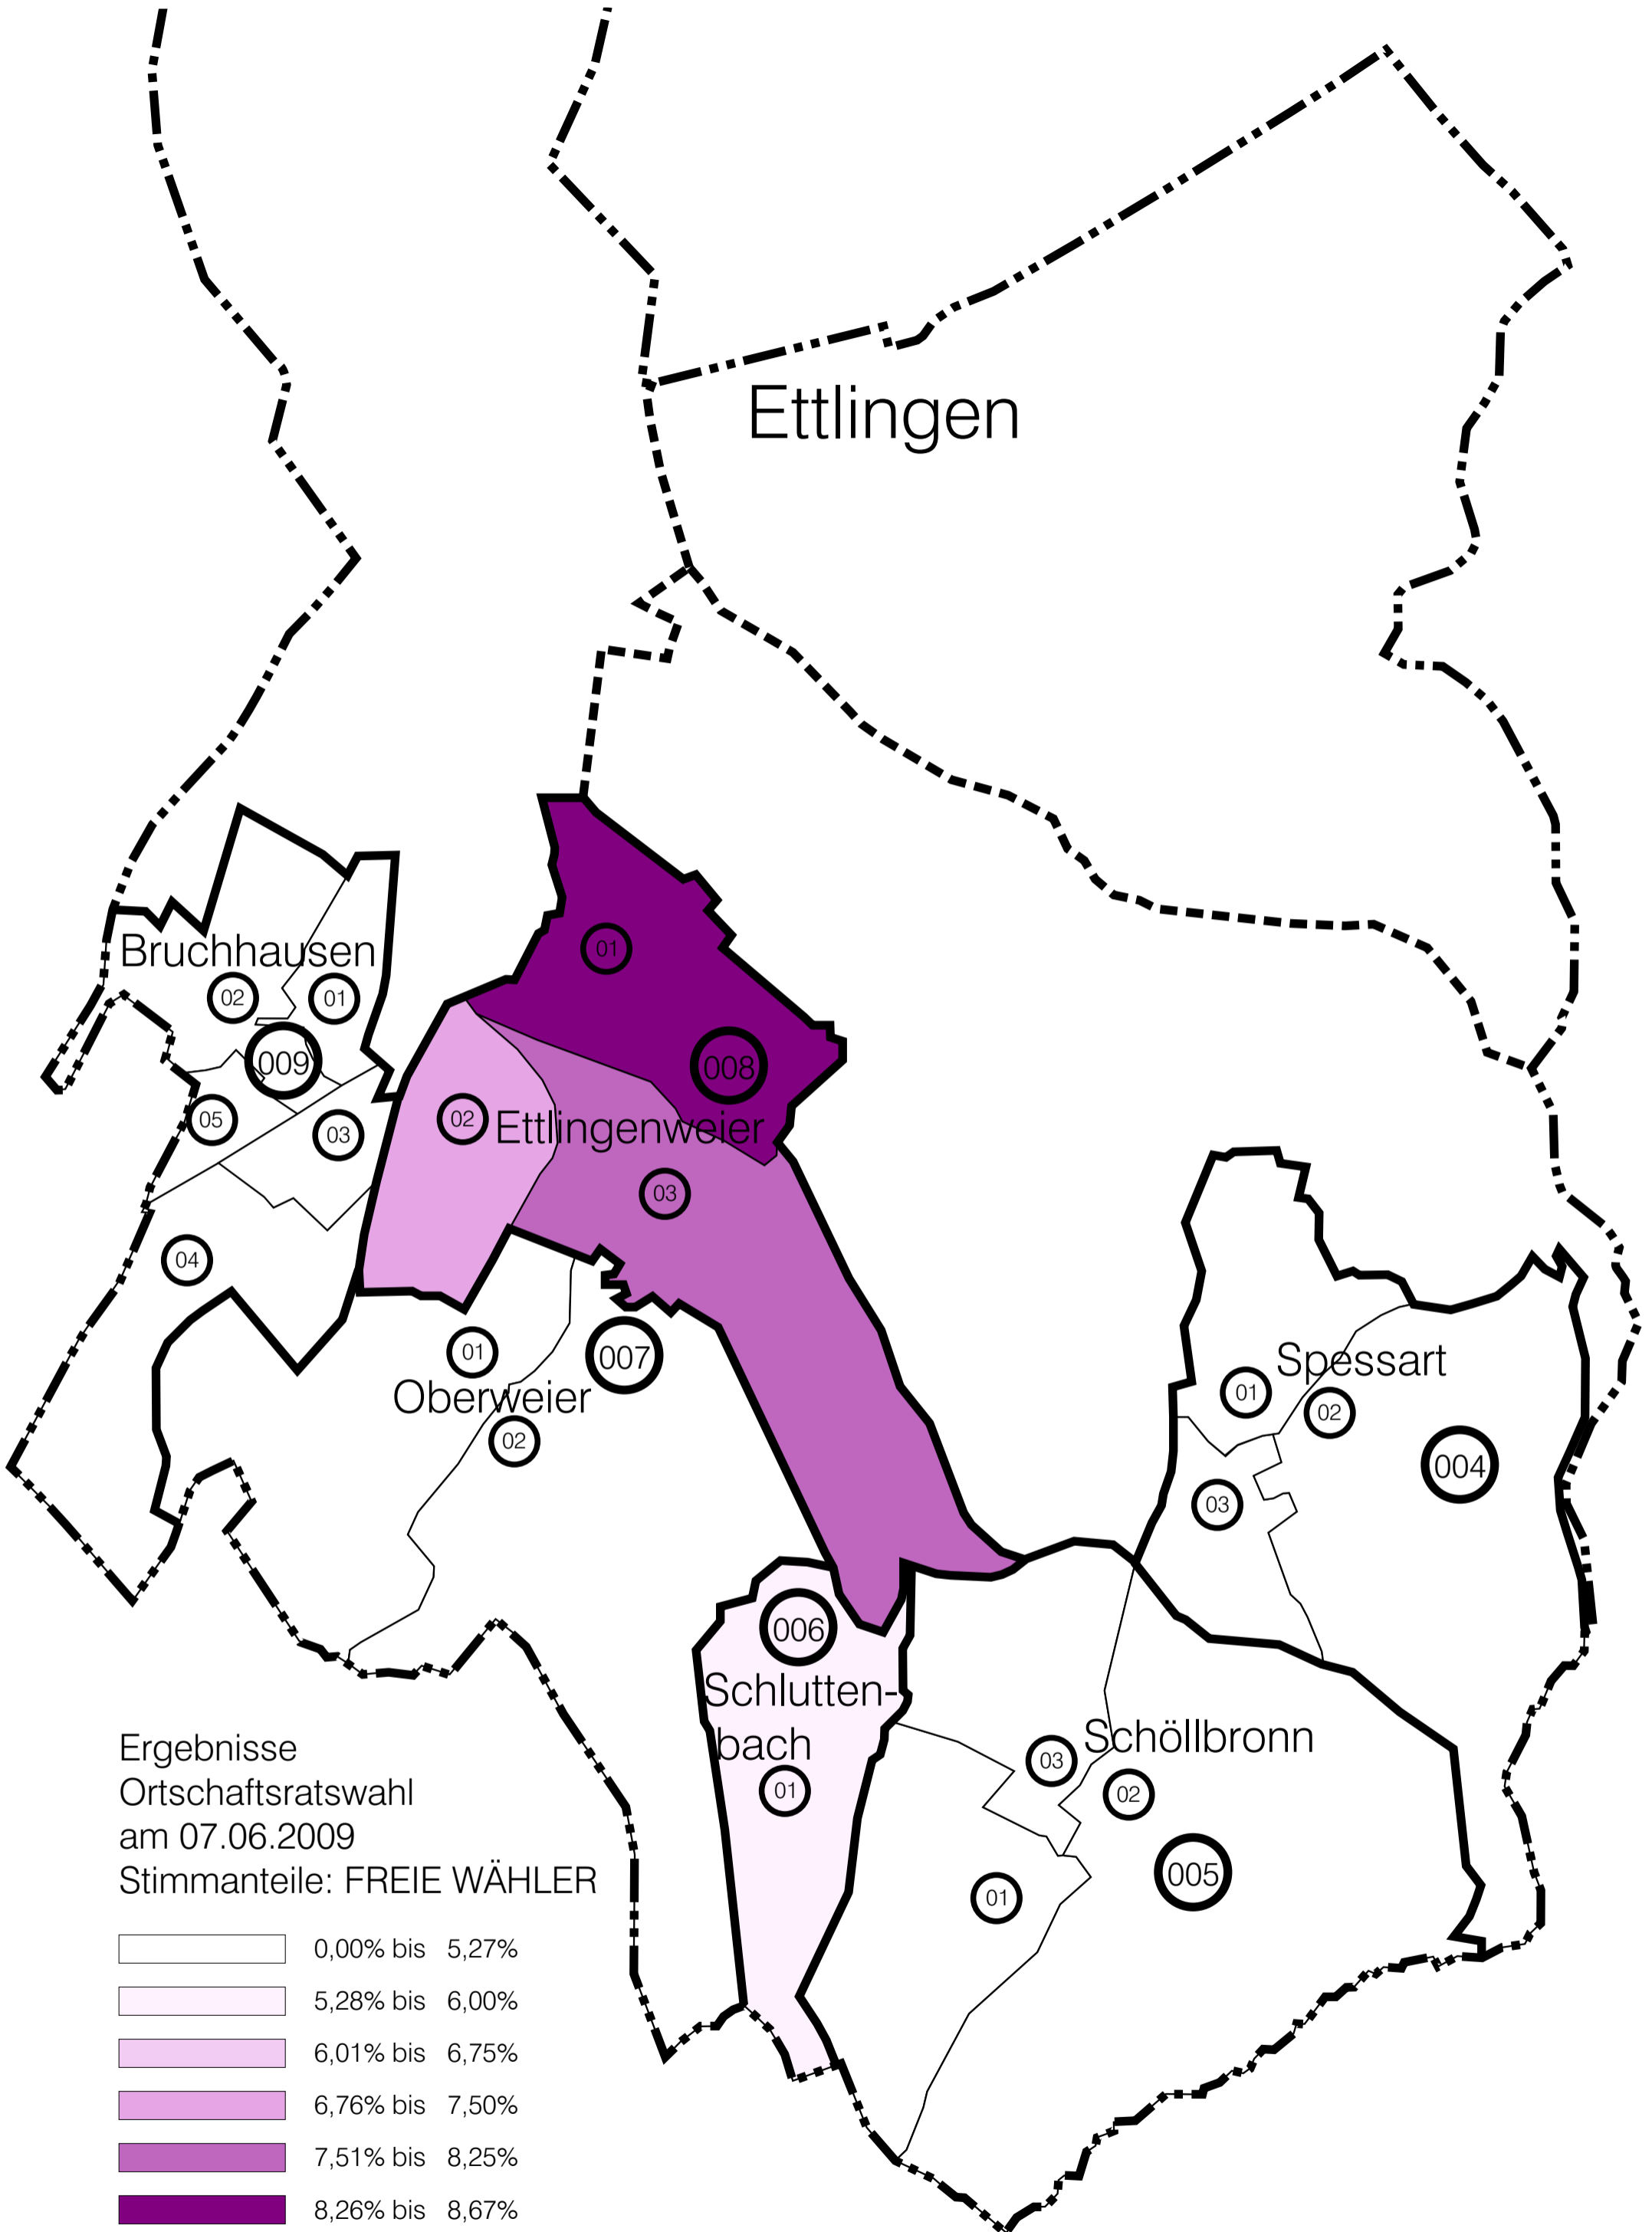 Ettlingen
01
Bruchhausen
02
01
009
008
05
03
02
Ettlingenweier
03
04
01
007
Oberweier
02
Spessart
01
02
004
03
006
Schlutten-
bach
01
Schöllbronn
03
02
005
01
Ergebnisse
Ortschaftsratswahl
am 07.06.2009
Stimmanteile: FREIE WÄHLER
0,00% bis 5,27%
5,28% bis 6,00%
6,01% bis 6,75%
6,76% bis 7,50%
7,51% bis 8,25%
8,26% bis 8,67%